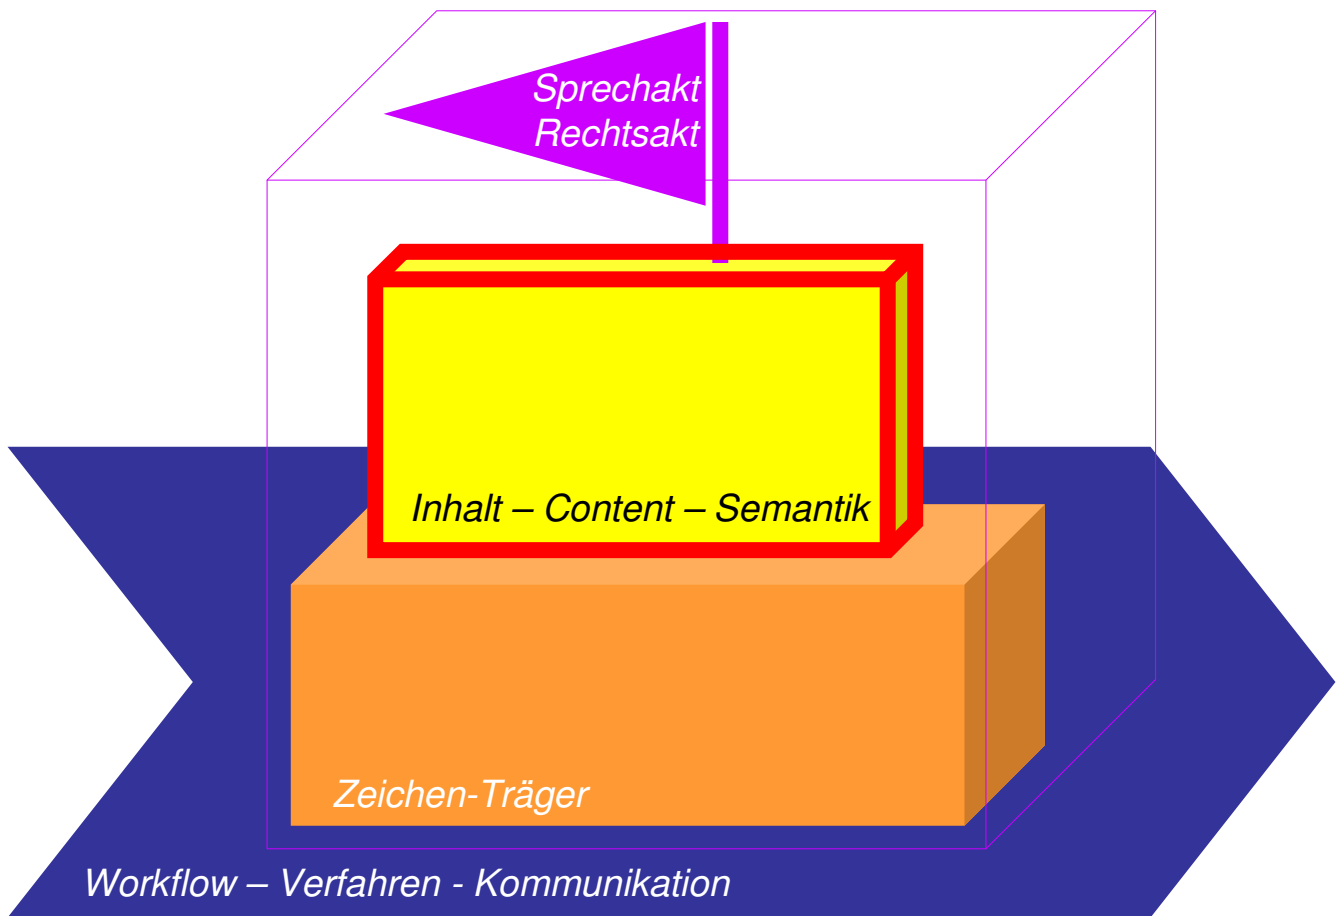 Sprechakt
Rechtsakt
Inhalt – Content – Semantik
Zeichen-Träger
Workflow – Verfahren - Kommunikation